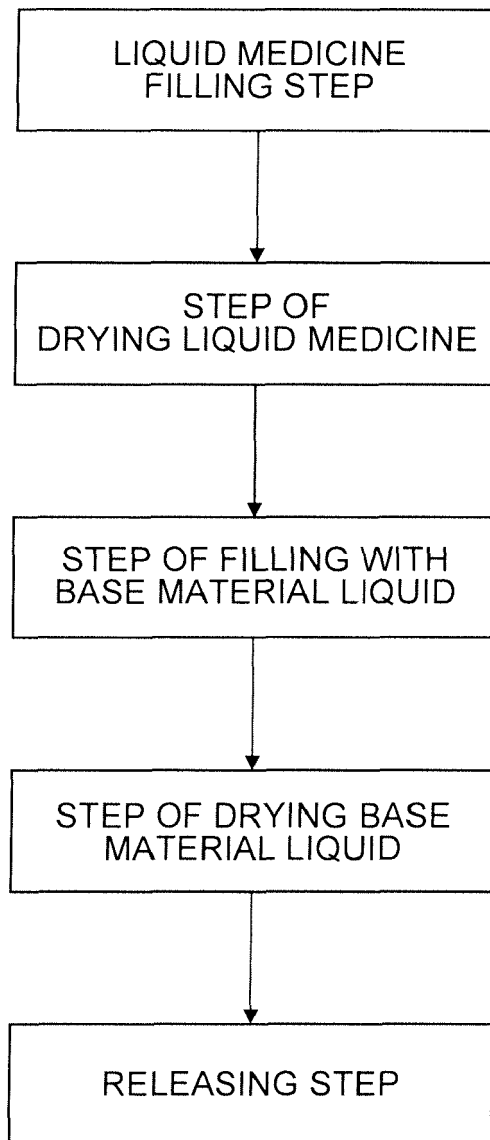 LIQUID MEDICINE
FILLING STEP
STEP OF
DRYING LIQUID MEDICINE
STEP OF FILLING WITH
BASE MATERIAL LIQUID
STEP OF DRYING BASE
MATERIAL LIQUID
RELEASING STEP